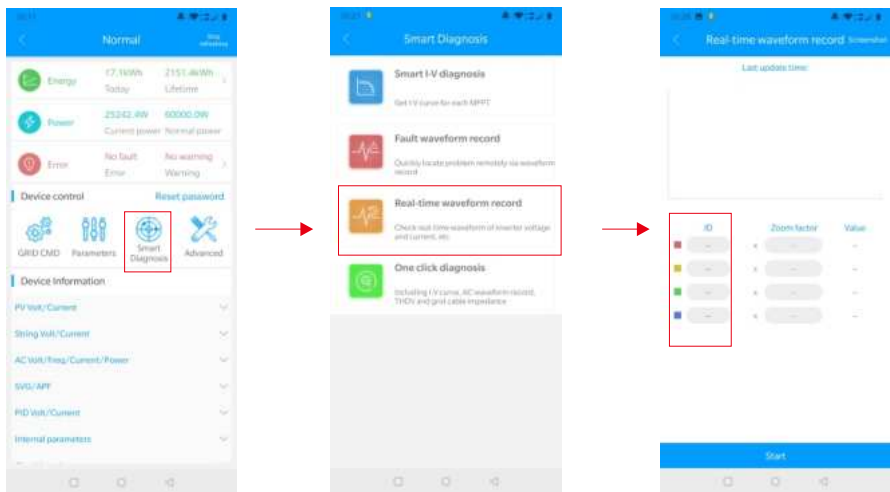 Normal
Stop refreshing
Energy
17.1kWh
2151.4kWh
Today
Lifetime
Power
25242.9W
60000.0W
Current power
Normal power
Error
No fault
No warning
Error
Warning
Device control
Reset password
GRID CMD
Parameters
Smart
Diagnosis
Advanced
Device Information
PV Volt/Current
String Volt/Current
AC Volt/Freq/Current/Power
SVG/APF
PID Volt/Current
Internal parameters
Smart Diagnosis
Smart I-V diagnosis
Get I-V curve for each MPPT
Fault waveform record
Quickly locate problem remotely via waveform
record
Real-time waveform record
Check real-time waveform of inverter voltage
and current, etc
One click diagnosis
Including I-V curve, AC waveform record,
THDV and grid cable impedance
Real-time waveform record
Screenshot
Last update time:
ID
Zoom factor
Value
-- x -- --
-- x -- --
-- x -- --
-- x -- --
Start